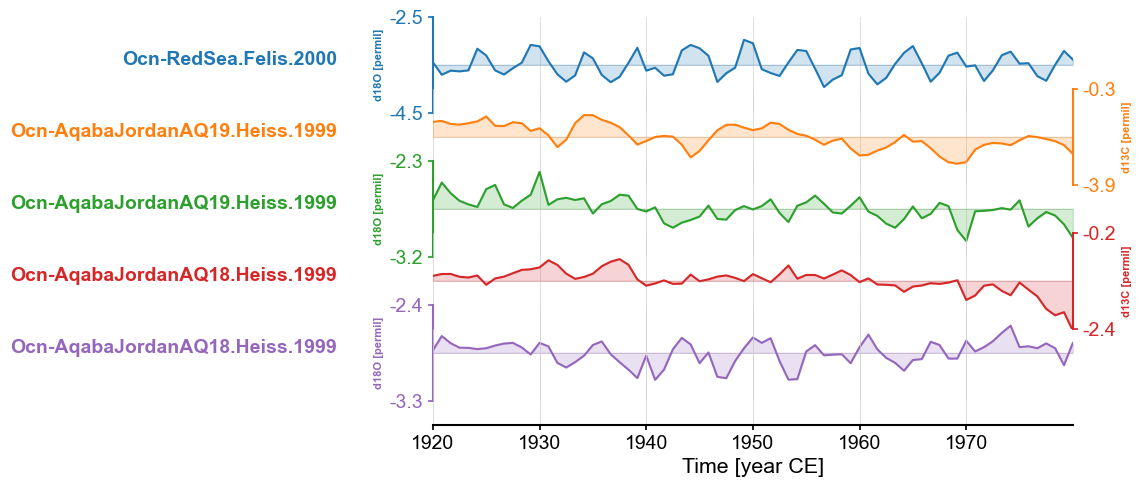 -2.5
Ocn-RedSea.Felis.2000
d18O [permil]
-4.5
-0.3
Ocn-AqabaJordanAQ19.Heiss.1999
d13C [permil]
-3.9
-2.3
Ocn-AqabaJordanAQ19.Heiss.1999
d18O [permil]
-3.2
-0.2
Ocn-AqabaJordanAQ18.Heiss.1999
d13C [permil]
-2.4
-2.4
Ocn-AqabaJordanAQ18.Heiss.1999
d18O [permil]
-3.3
1920 1930 1940 1950 1960 1970
Time [year CE]